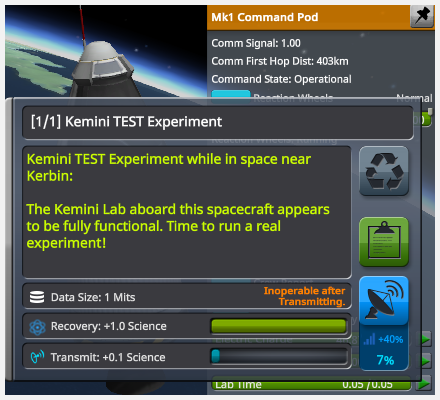 Mk1 Command Pod
Comm Signal: 1.00
Comm First Hop Dist: 403km
Command State: Operational
Reaction Wheels Normal
[1/1] Kemini TEST Experiment
Kemini TEST Experiment while in space near
Kerbin:
The Kemini Lab aboard this spacecraft appears
to be fully functional. Time to run a real
experiment!
Data Size: 1 Mits
Inoperable after
Transmitting.
Recovery: +1.0 Science
Transmit: +0.1 Science
+40%
7%
Electric Charge
Lab Time 0.05 / 0.05